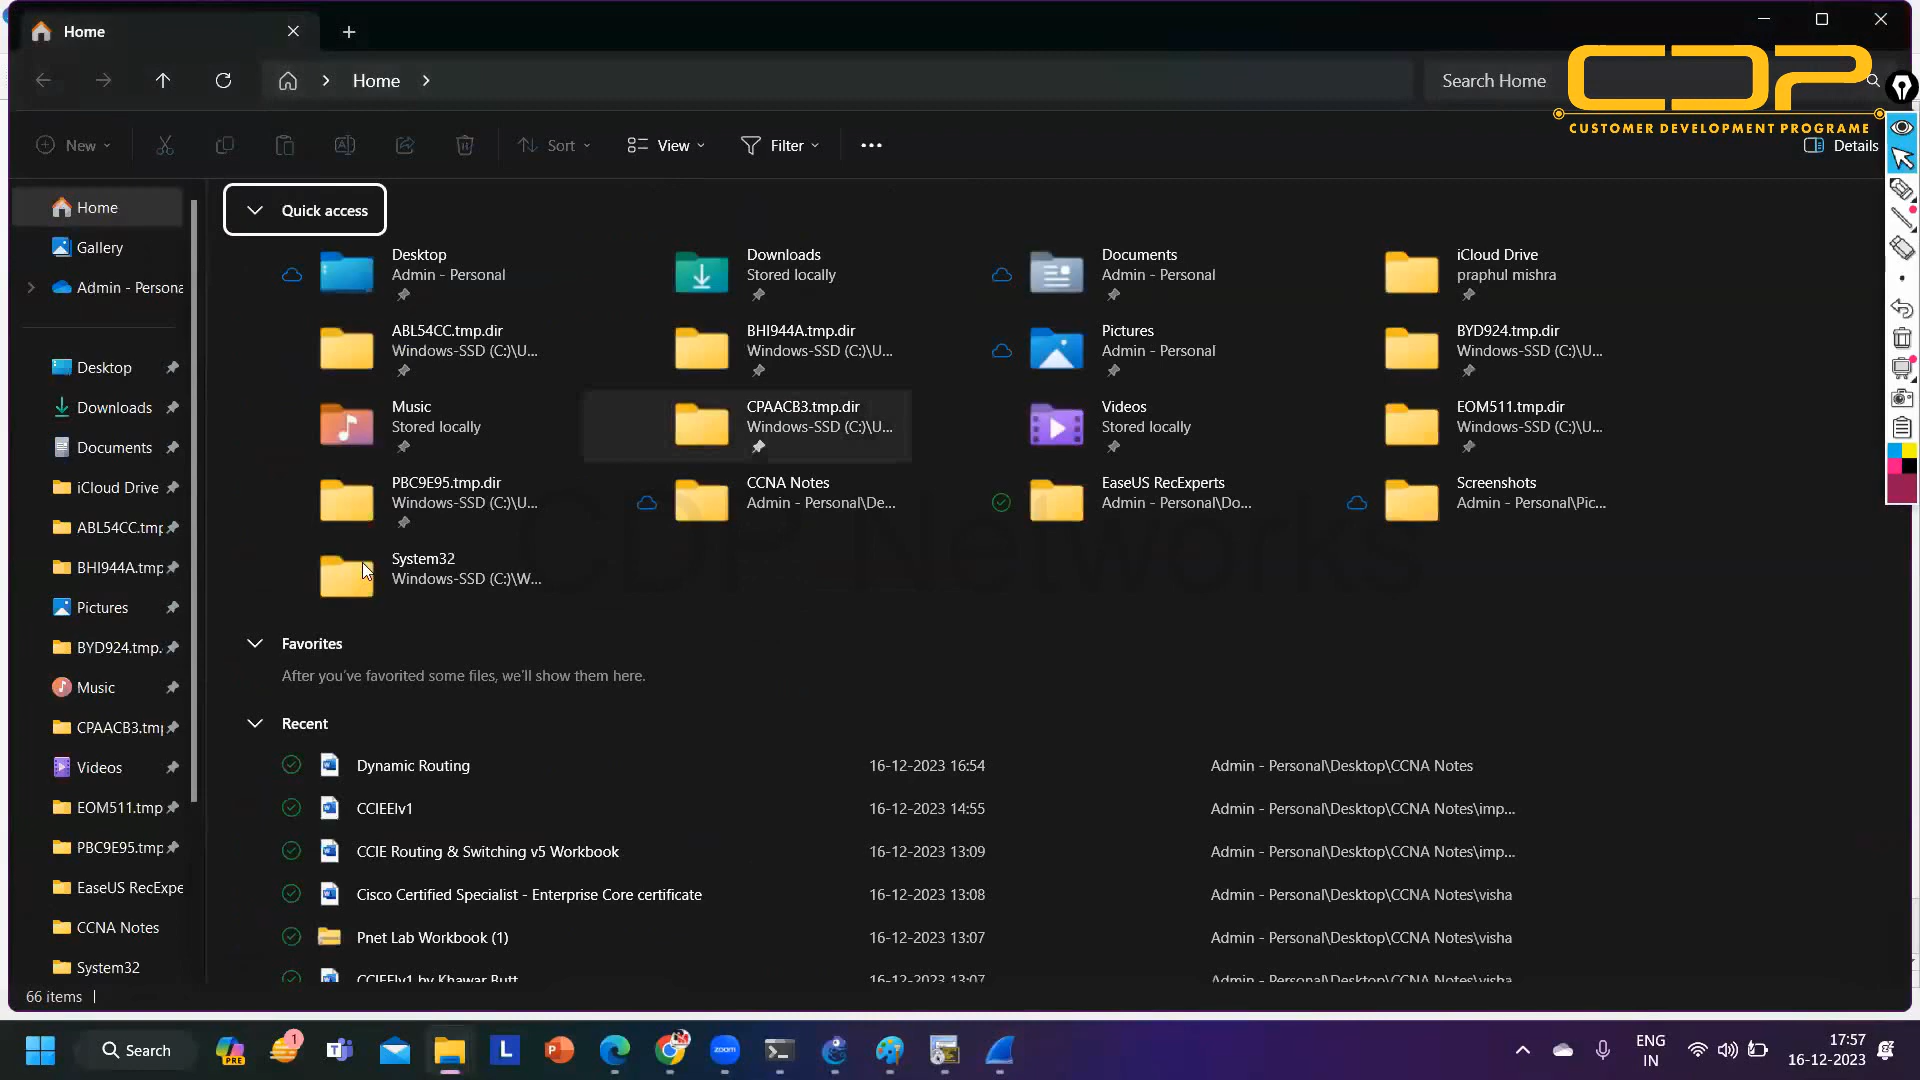 Home
Home
Search Home
CDP
CUSTOMER DEVELOPMENT PROGRAME
New
Sort
View
Filter
Details
Home
Gallery
Admin - Persona
Desktop
Downloads
Documents
iCloud Drive
ABL54CC.tmp
BHI944A.tmp
Pictures
BYD924.tmp.
Music
CPAACB3.tmp
Videos
EOM511.tmp
PBC9E95.tmp
EaseUS RecExpe
CCNA Notes
System32
Quick access
Desktop
Admin - Personal
Downloads
Stored locally
Documents
Admin - Personal
iCloud Drive
praphul mishra
ABL54CC.tmp.dir
Windows-SSD (C:)\U...
BHI944A.tmp.dir
Windows-SSD (C:)\U...
Pictures
Admin - Personal
BYD924.tmp.dir
Windows-SSD (C:)\U...
Music
Stored locally
CPAACB3.tmp.dir
Windows-SSD (C:)\U...
Videos
Stored locally
EOM511.tmp.dir
Windows-SSD (C:)\U...
PBC9E95.tmp.dir
Windows-SSD (C:)\U...
CCNA Notes
Admin - Personal\De...
EaseUS RecExperts
Admin - Personal\Do...
Screenshots
Admin - Personal\Pic...
System32
Windows-SSD (C:)\W...
CDP Networks
Favorites
After you've favorited some files, we'll show them here.
Recent
Dynamic Routing 16-12-2023 16:54 Admin - Personal\Desktop\CCNA Notes
CCIEEIv1 16-12-2023 14:55 Admin - Personal\Desktop\CCNA Notes\imp...
CCIE Routing & Switching v5 Workbook 16-12-2023 13:09 Admin - Personal\Desktop\CCNA Notes\imp...
Cisco Certified Specialist - Enterprise Core certificate 16-12-2023 13:08 Admin - Personal\Desktop\CCNA Notes\visha
Pnet Lab Workbook (1) 16-12-2023 13:07 Admin - Personal\Desktop\CCNA Notes\visha
CCIEEIv1 by Khawar Butt 16-12-2023 13:07 Admin - Personal\Desktop\CCNA Notes\visha
66 items
Search
PRE
1
L
zoom
ENG
IN
17:57
16-12-2023